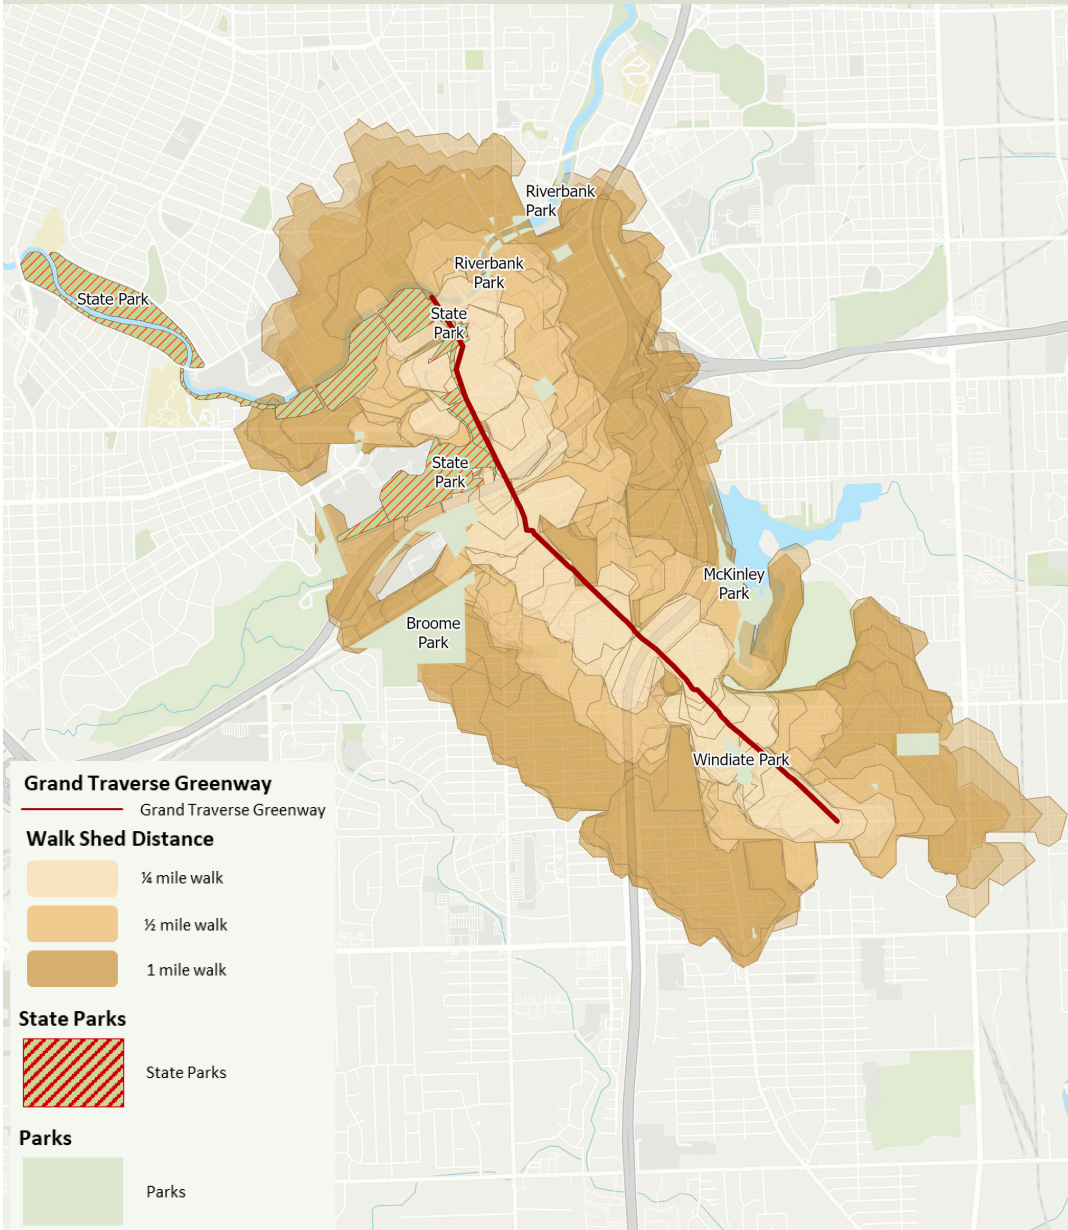 Riverbank
Park
Riverbank
Park
State Park
State
Park
State
Park
McKinley
Park
Broome
Park
Windiate Park
Grand Traverse Greenway
Grand Traverse Greenway
Walk Shed Distance
¼ mile walk
½ mile walk
1 mile walk
State Parks
State Parks
Parks
Parks